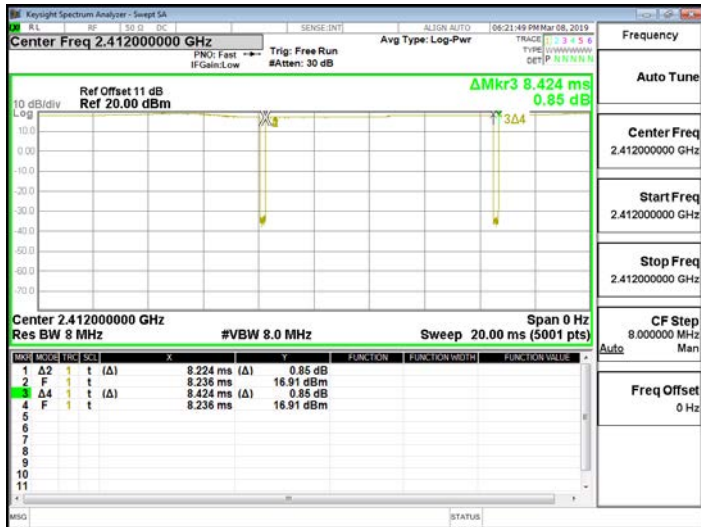 Keysight Spectrum Analyzer - Swept SA
RL RF 50 Ω DC SENSE:INT ALIGN AUTO 06:21:49 PM Mar 08, 2019
Center Freq 2.412000000 GHz
PNO: Fast
IFGain:Low
Trig: Free Run
#Atten: 30 dB
Avg Type: Log-Pwr
TRACE 1 2 3 4 5 6
TYPE
DET P N N N N N
Frequency
Auto Tune
Center Freq
2.412000000 GHz
Start Freq
2.412000000 GHz
Stop Freq
2.412000000 GHz
CF Step
8.000000 MHz
Auto Man
Freq Offset
0 Hz
ΔMkr3 8.424 ms
0.85 dB
Ref Offset 11 dB
10 dB/div Ref 20.00 dBm
Log
10.0
0.00
-10.0
-20.0
-30.0
-40.0
-50.0
-60.0
-70.0
3Δ4
Center 2.412000000 GHz Span 0 Hz
Res BW 8 MHz #VBW 8.0 MHz Sweep 20.00 ms (5001 pts)
MKR MODE TRC SCL X Y FUNCTION FUNCTION WIDTH FUNCTION VALUE
1 Δ2 1 t (Δ) 8.224 ms (Δ) 0.85 dB
2 F 1 t 8.236 ms 16.91 dBm
3 Δ4 1 t (Δ) 8.424 ms (Δ) 0.85 dB
4 F 1 t 8.236 ms 16.91 dBm
5
6
7
8
9
10
11
MSG STATUS